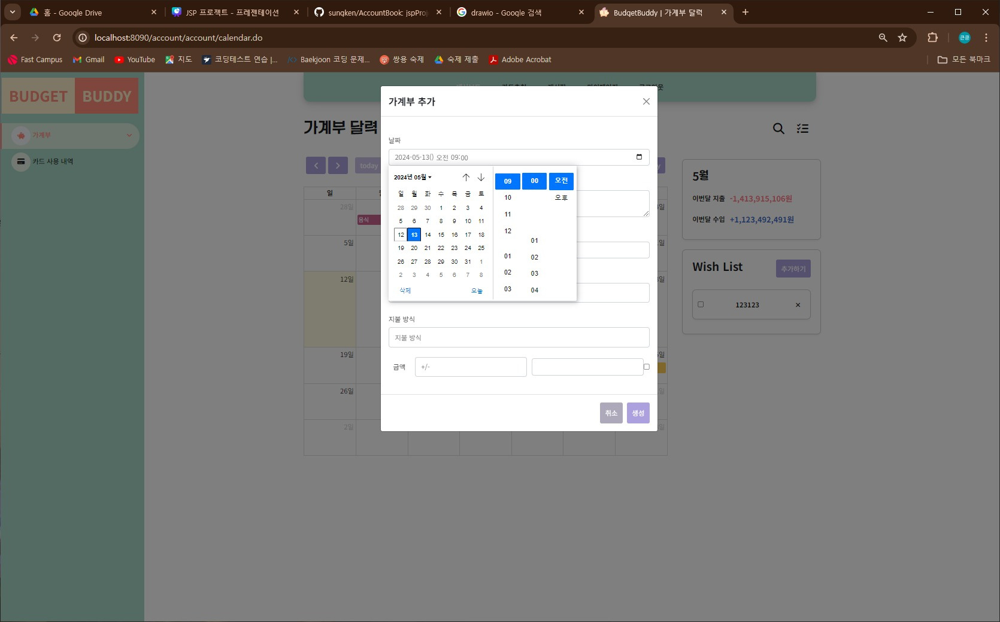 홈 - Google Drive
JSP 프로젝트 - 프레젠테이션
sunqken/AccountBook: jspProj
drawio - Google 검색
BudgetBuddy | 가계부 달력
localhost:8090/account/account/calendar.do
큰콩
Fast Campus
Gmail
YouTube
지도
코딩테스트 연습 |...
Baekjoon 코딩 문제...
쌍용 숙제
숙제 제출
Adobe Acrobat
모든 북마크
BUDGET BUDDY
가계부
카드 사용 내역
가계부 달력
today
일
28일
음식
5일
12일
19일
26일
2일
가계부 추가
날짜
2024-05-13() 오전 09:00
2024년 05월
일 월 화 수 목 금 토
28 29 30 1 2 3 4
5 6 7 8 9 10 11
12 13 14 15 16 17 18
19 20 21 22 23 24 25
26 27 28 29 30 31 1
2 3 4 5 6 7 8
삭제 오늘
09 00 오전
10 오후
11
12
01
01
02
02
03
03
04
지불 방식
지불 방식
금액 +/-
취소 생성
5월
이번달 지출 -1,413,915,106원
이번달 수입 +1,123,492,491원
Wish List
추가하기
123123